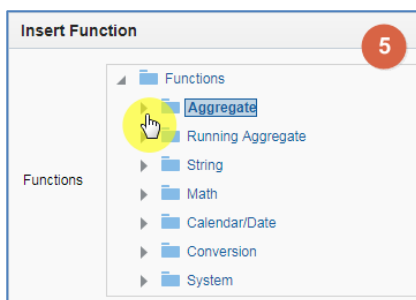 Insert Function
5
Functions
Aggregate
Running Aggregate
String
Functions
Math
Calendar/Date
Conversion
System